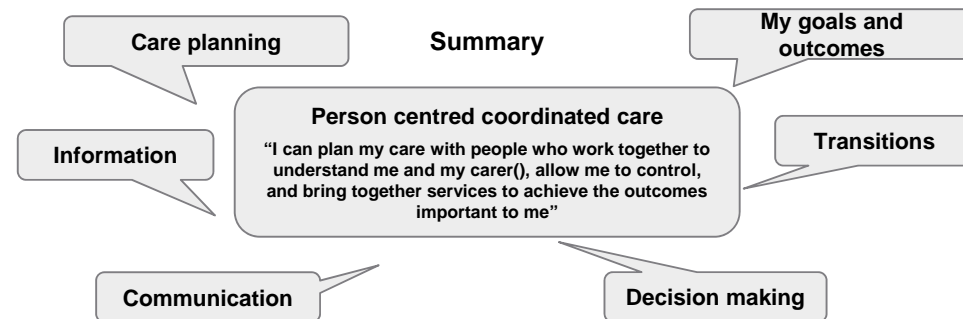 Care planning
Summary
My goals and
outcomes
Person centred coordinated care
“I can plan my care with people who work together to
understand me and my carer(), allow me to control,
and bring together services to achieve the outcomes
important to me”
Information
Transitions
Communication
Decision making